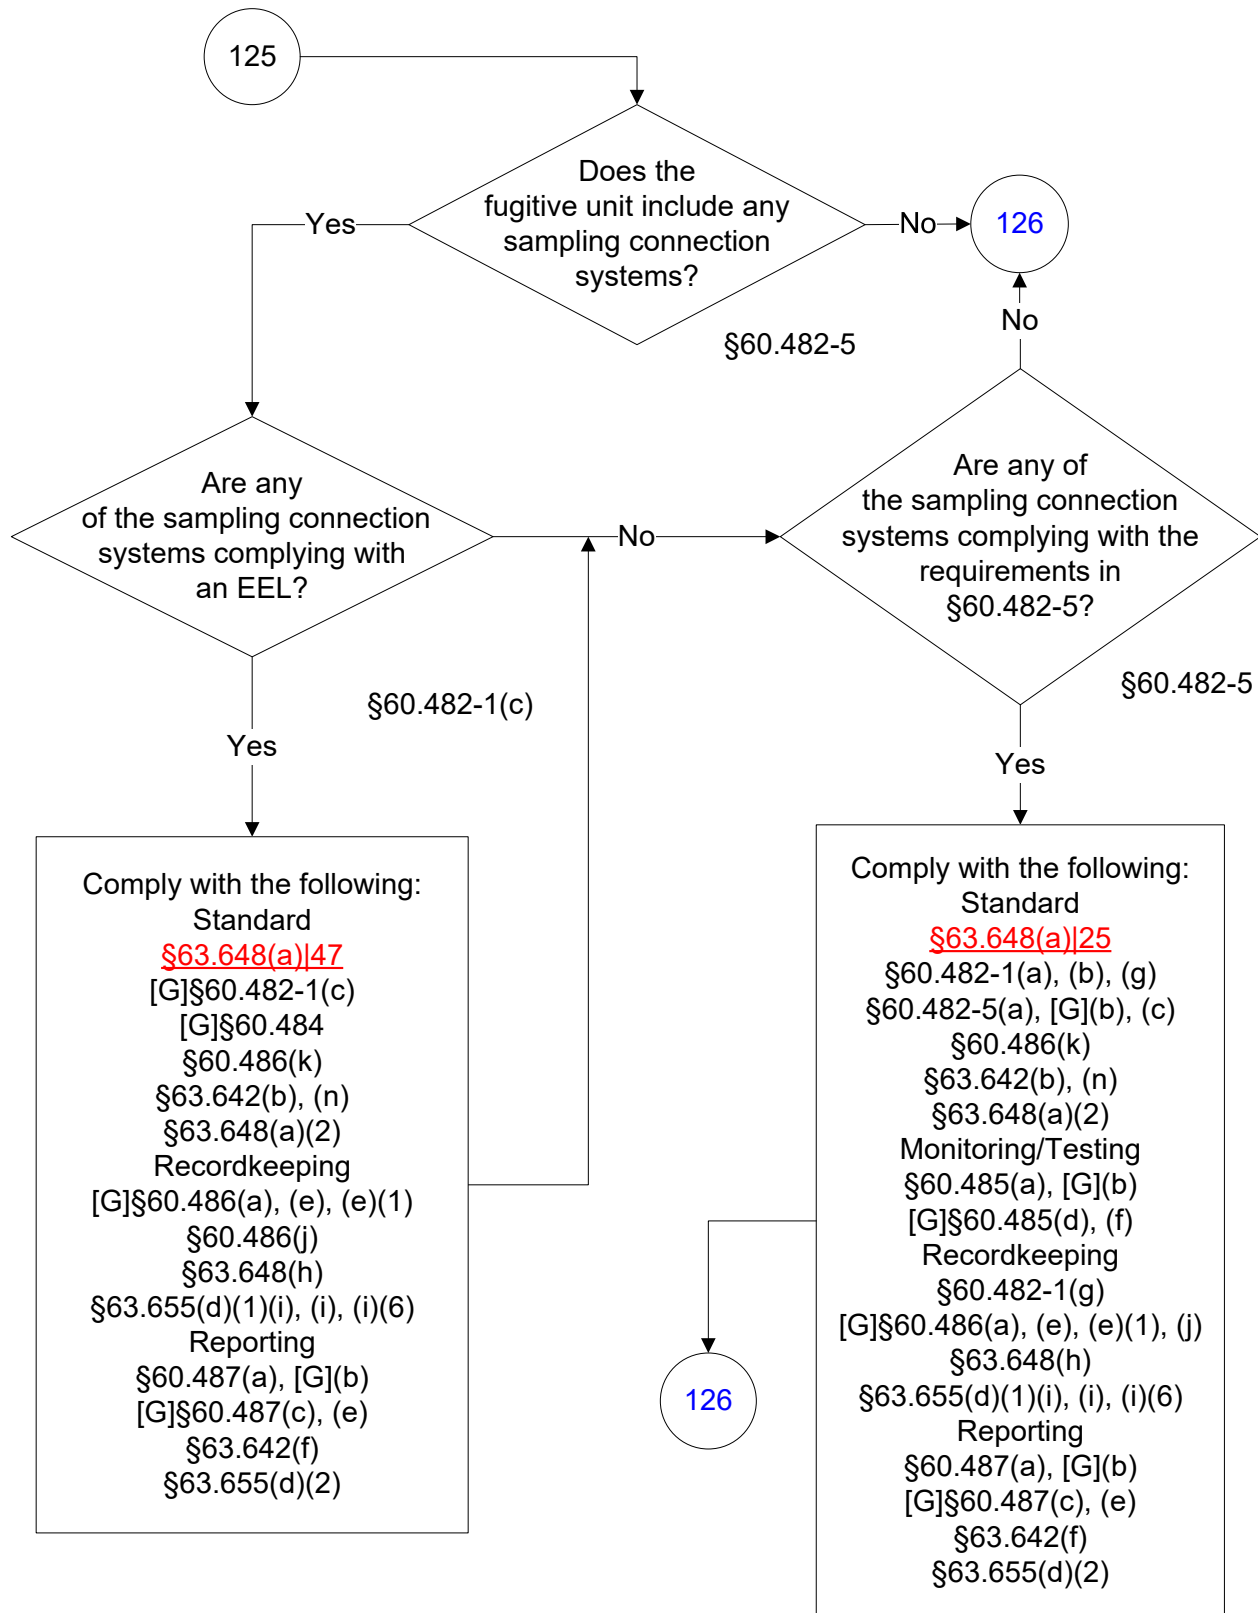 125
Does the
fugitive unit include any
sampling connection
systems?
Yes
No
126
§60.482-5
No
Are any
of the sampling connection
systems complying with
an EEL?
No
Are any of
the sampling connection
systems complying with the
requirements in
§60.482-5?
§60.482-1(c)
§60.482-5
Yes
Yes
Comply with the following:
Standard
§63.648(a)|47
[G]§60.482-1(c)
[G]§60.484
§60.486(k)
§63.642(b), (n)
§63.648(a)(2)
Recordkeeping
[G]§60.486(a), (e), (e)(1)
§60.486(j)
§63.648(h)
§63.655(d)(1)(i), (i), (i)(6)
Reporting
§60.487(a), [G](b)
[G]§60.487(c), (e)
§63.642(f)
§63.655(d)(2)
Comply with the following:
Standard
§63.648(a)|25
§60.482-1(a), (b), (g)
§60.482-5(a), [G](b), (c)
§60.486(k)
§63.642(b), (n)
§63.648(a)(2)
Monitoring/Testing
§60.485(a), [G](b)
[G]§60.485(d), (f)
Recordkeeping
§60.482-1(g)
[G]§60.486(a), (e), (e)(1), (j)
§63.648(h)
§63.655(d)(1)(i), (i), (i)(6)
Reporting
§60.487(a), [G](b)
[G]§60.487(c), (e)
§63.642(f)
§63.655(d)(2)
126